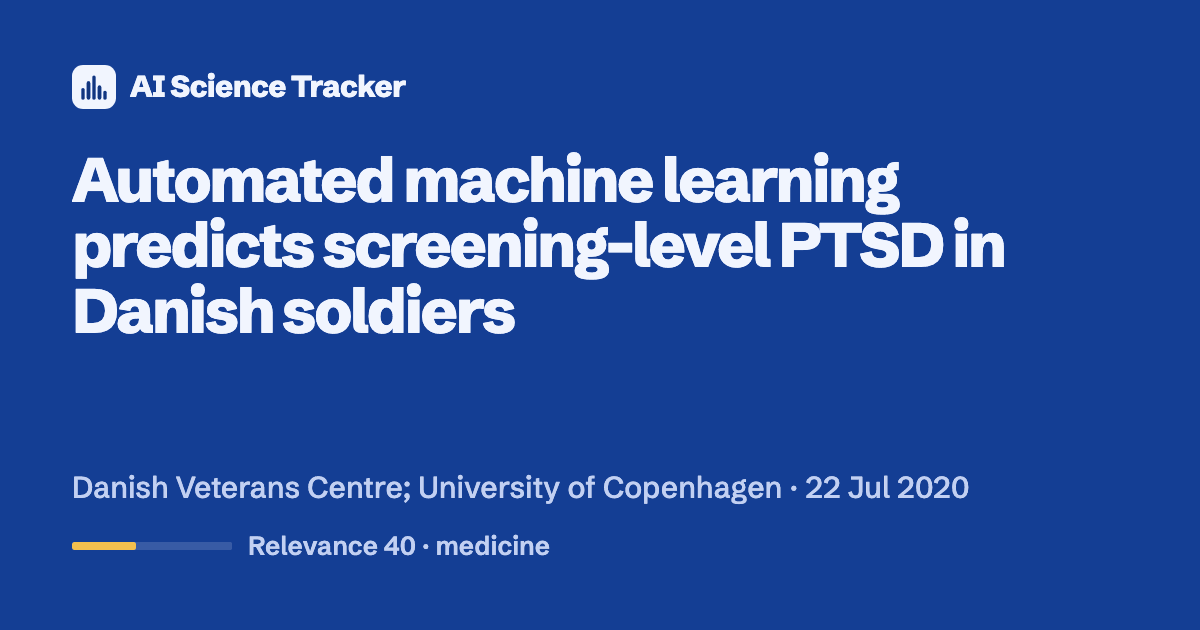 AI Science Tracker
Automated machine learning
predicts screening-level PTSD in
Danish soldiers
Danish Veterans Centre; University of Copenhagen · 22 Jul 2020
Relevance 40 · medicine